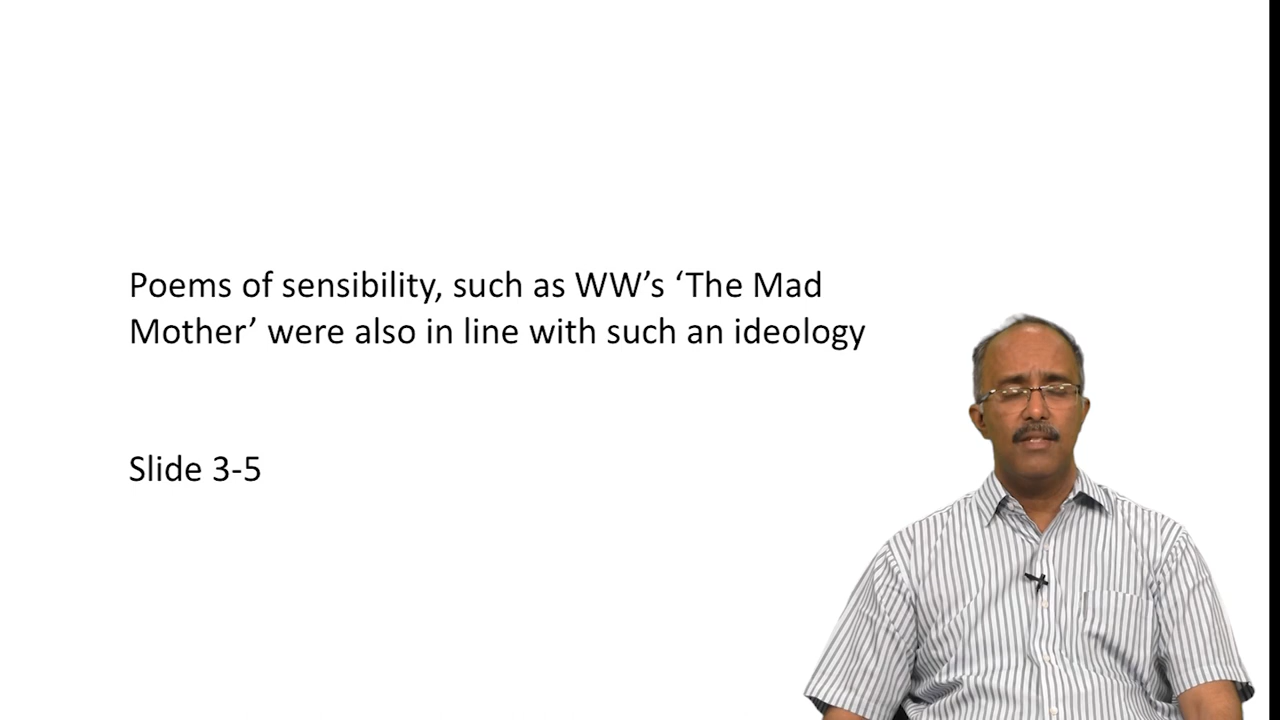 Poems of sensibility, such as WW’s ‘The Mad
Mother’ were also in line with such an ideology
Slide 3-5